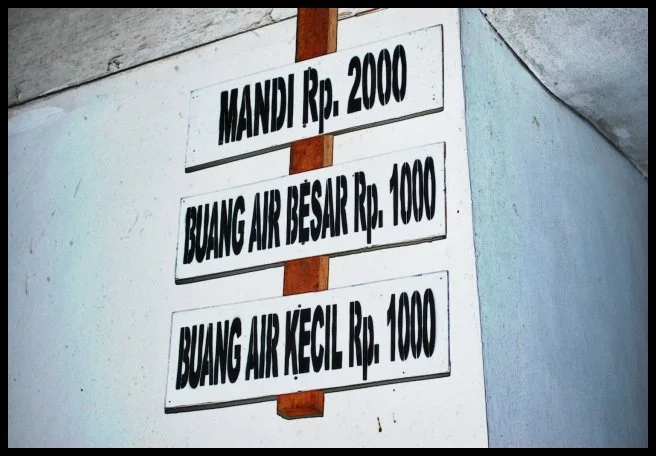 MANDI Rp. 2000
BUANG AIR BESAR Rp. 1000
BUANG AIR KECIL Rp. 1000